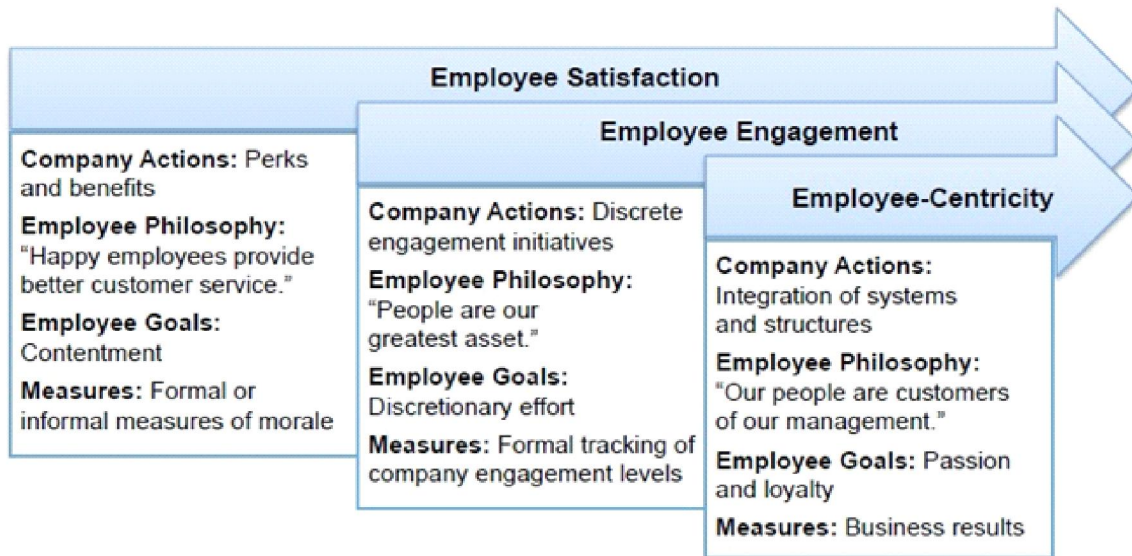 Employee Satisfaction
Company Actions: Perks
and benefits
Employee Philosophy:
“Happy employees provide
better customer service.”
Employee Goals:
Contentment
Measures: Formal or
informal measures of morale
Employee Engagement
Company Actions: Discrete
engagement initiatives
Employee Philosophy:
“People are our
greatest asset.”
Employee Goals:
Discretionary effort
Measures: Formal tracking of
company engagement levels
Employee-Centricity
Company Actions:
Integration of systems
and structures
Employee Philosophy:
“Our people are customers
of our management.”
Employee Goals: Passion
and loyalty
Measures: Business results